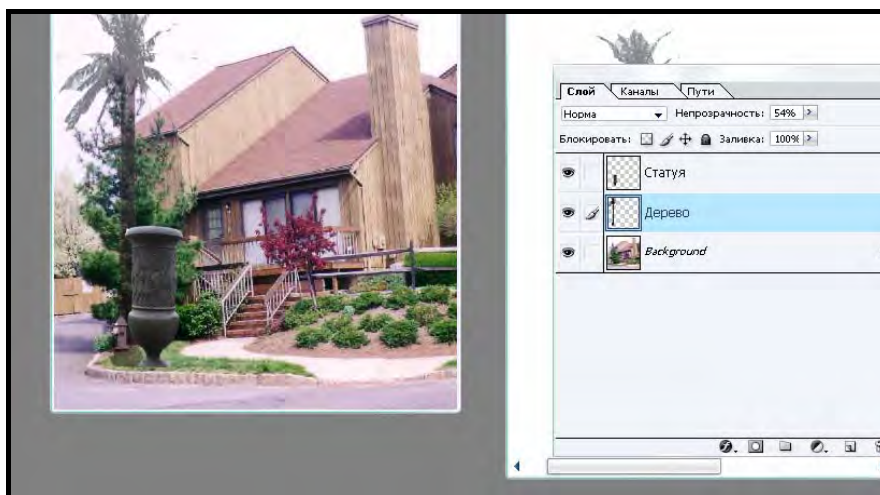 Слой Каналы Пути
Норма Непрозрачность: 54%
Блокировать: Заливка: 100%
Статуя
Дерево
Background